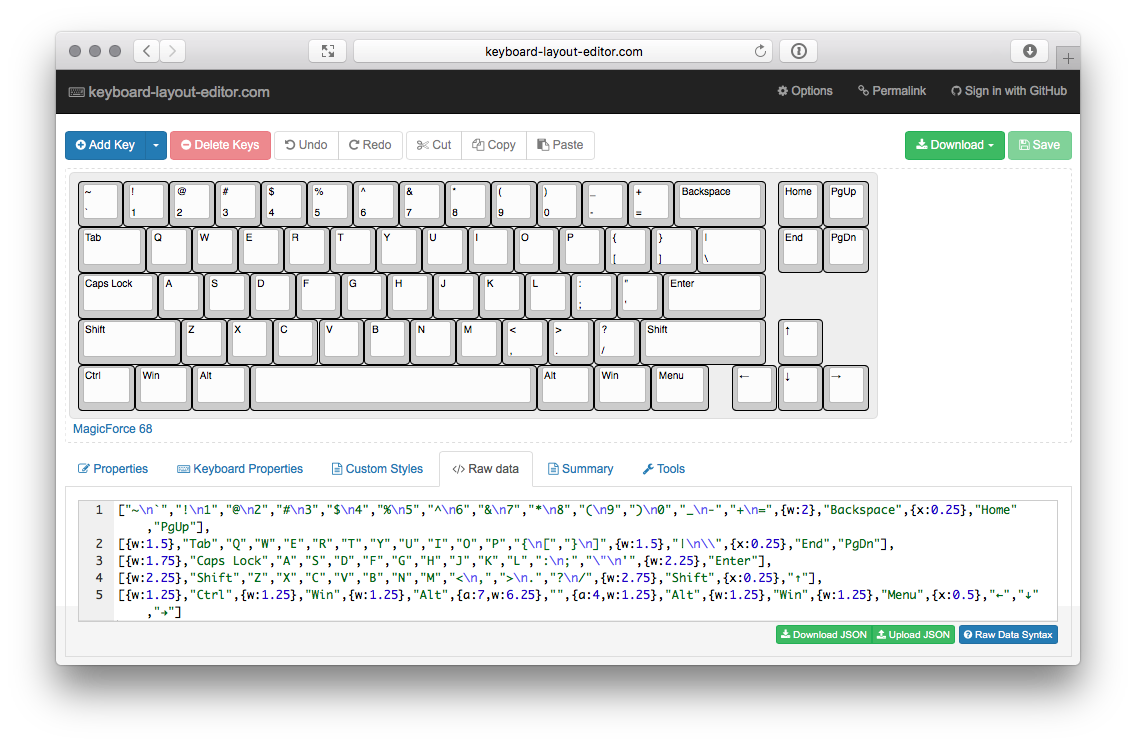 keyboard-layout-editor.com
keyboard-layout-editor.com Options Permalink Sign in with GitHub
Add Key Delete Keys Undo Redo Cut Copy Paste Download Save
~ ! @ # $ % ^ & * ( ) _ + Backspace Home PgUp
` 1 2 3 4 5 6 7 8 9 0 - =
Tab Q W E R T Y U I O P { } | End PgDn
[ ] \
Caps Lock A S D F G H J K L : " Enter
; '
Shift Z X C V B N M < > ? Shift ↑
, . /
Ctrl Win Alt Alt Win Menu ← ↓ →
MagicForce 68
Properties Keyboard Properties Custom Styles </> Raw data Summary Tools
1 ["~\n`","!\n1","@\n2","#\n3","$\n4","%\n5","^\n6","&\n7","*\n8","(\n9",")\n0","_\n-","+\n=",{w:2},"Backspace",{x:0.25},"Home"
,"PgUp"],
2 [{w:1.5},"Tab","Q","W","E","R","T","Y","U","I","O","P","{\n[","}\n]",{w:1.5},"|\n\\",{x:0.25},"End","PgDn"],
3 [{w:1.75},"Caps Lock","A","S","D","F","G","H","J","K","L",":\n;","\"\n'",{w:2.25},"Enter"],
4 [{w:2.25},"Shift","Z","X","C","V","B","N","M","<\n,",">\n.","?\n/",{w:2.75},"Shift",{x:0.25},"↑"],
5 [{w:1.25},"Ctrl",{w:1.25},"Win",{w:1.25},"Alt",{a:7,w:6.25},"",{a:4,w:1.25},"Alt",{w:1.25},"Win",{w:1.25},"Menu",{x:0.5},"←","↓"
,"→"]
Download JSON Upload JSON Raw Data Syntax